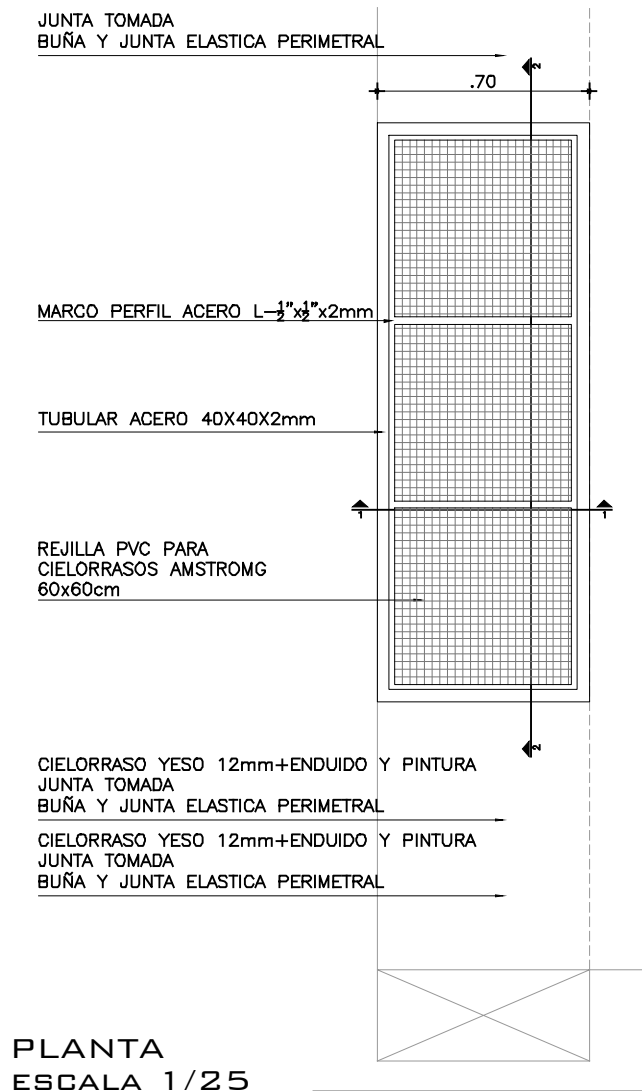 JUNTA TOMADA
BUÑA Y JUNTA ELASTICA PERIMETRAL
2
.70
MARCO PERFIL ACERO L-½"x½"x2mm
TUBULAR ACERO 40X40X2mm
1 1
REJILLA PVC PARA
CIELORRASOS AMSTROMG
60x60cm
2
CIELORRASO YESO 12mm+ENDUIDO Y PINTURA
JUNTA TOMADA
BUÑA Y JUNTA ELASTICA PERIMETRAL
CIELORRASO YESO 12mm+ENDUIDO Y PINTURA
JUNTA TOMADA
BUÑA Y JUNTA ELASTICA PERIMETRAL
PLANTA
ESCALA 1/25